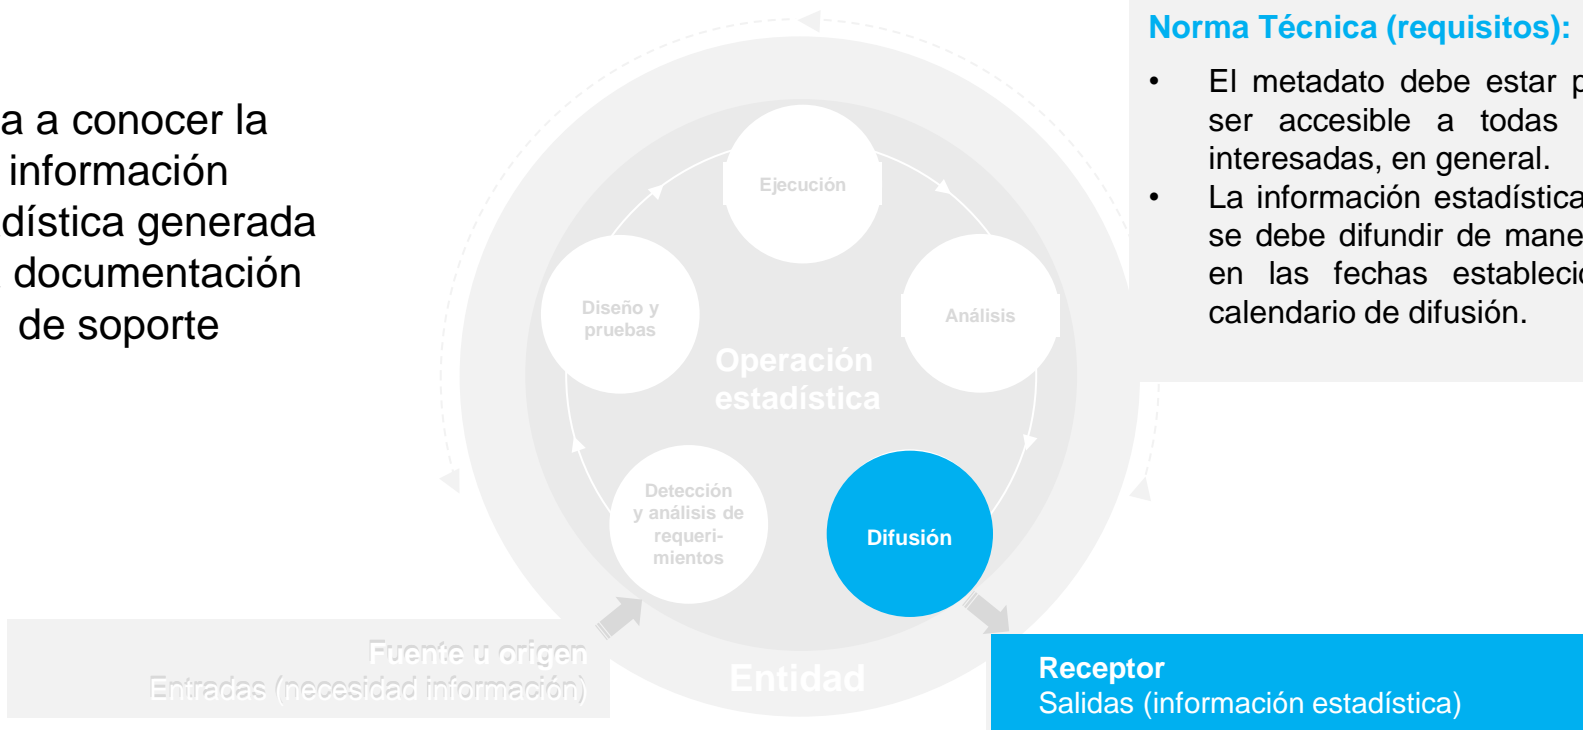 a a conocer la
información
dística generada
documentación
de soporte
Norma Técnica (requisitos):
• El metadato debe estar p
ser accesible a todas
interesadas, en general.
• La información estadística
se debe difundir de mane
en las fechas establecid
calendario de difusión.
Ejecución
Diseño y
pruebas
Análisis
Operación
estadística
Detección
y análisis de
requeri-
mientos
Difusión
Fuente u origen
Entradas (necesidad información)
Entidad
Receptor
Salidas (información estadística)